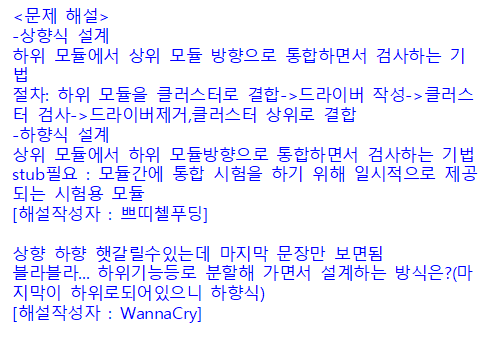 <문제 해설>
-상향식 설계
하위 모듈에서 상위 모듈 방향으로 통합하면서 검사하는 기
법
절차: 하위 모듈을 클러스터로 결합->드라이버 작성->클러스
터 검사->드라이버제거,클러스터 상위로 결합
-하향식 설계
상위 모듈에서 하위 모듈방향으로 통합하면서 검사하는 기법
stub필요 : 모듈간에 통합 시험을 하기 위해 일시적으로 제공
되는 시험용 모듈
[해설작성자 : 쁘띠첼푸딩]
상향 하향 햇갈릴수있는데 마지막 문장만 보면됨
블라블라... 하위기능등로 분할해 가면서 설계하는 방식은?(마
지막이 하위로되어있으니 하향식)
[해설작성자 : WannaCry]